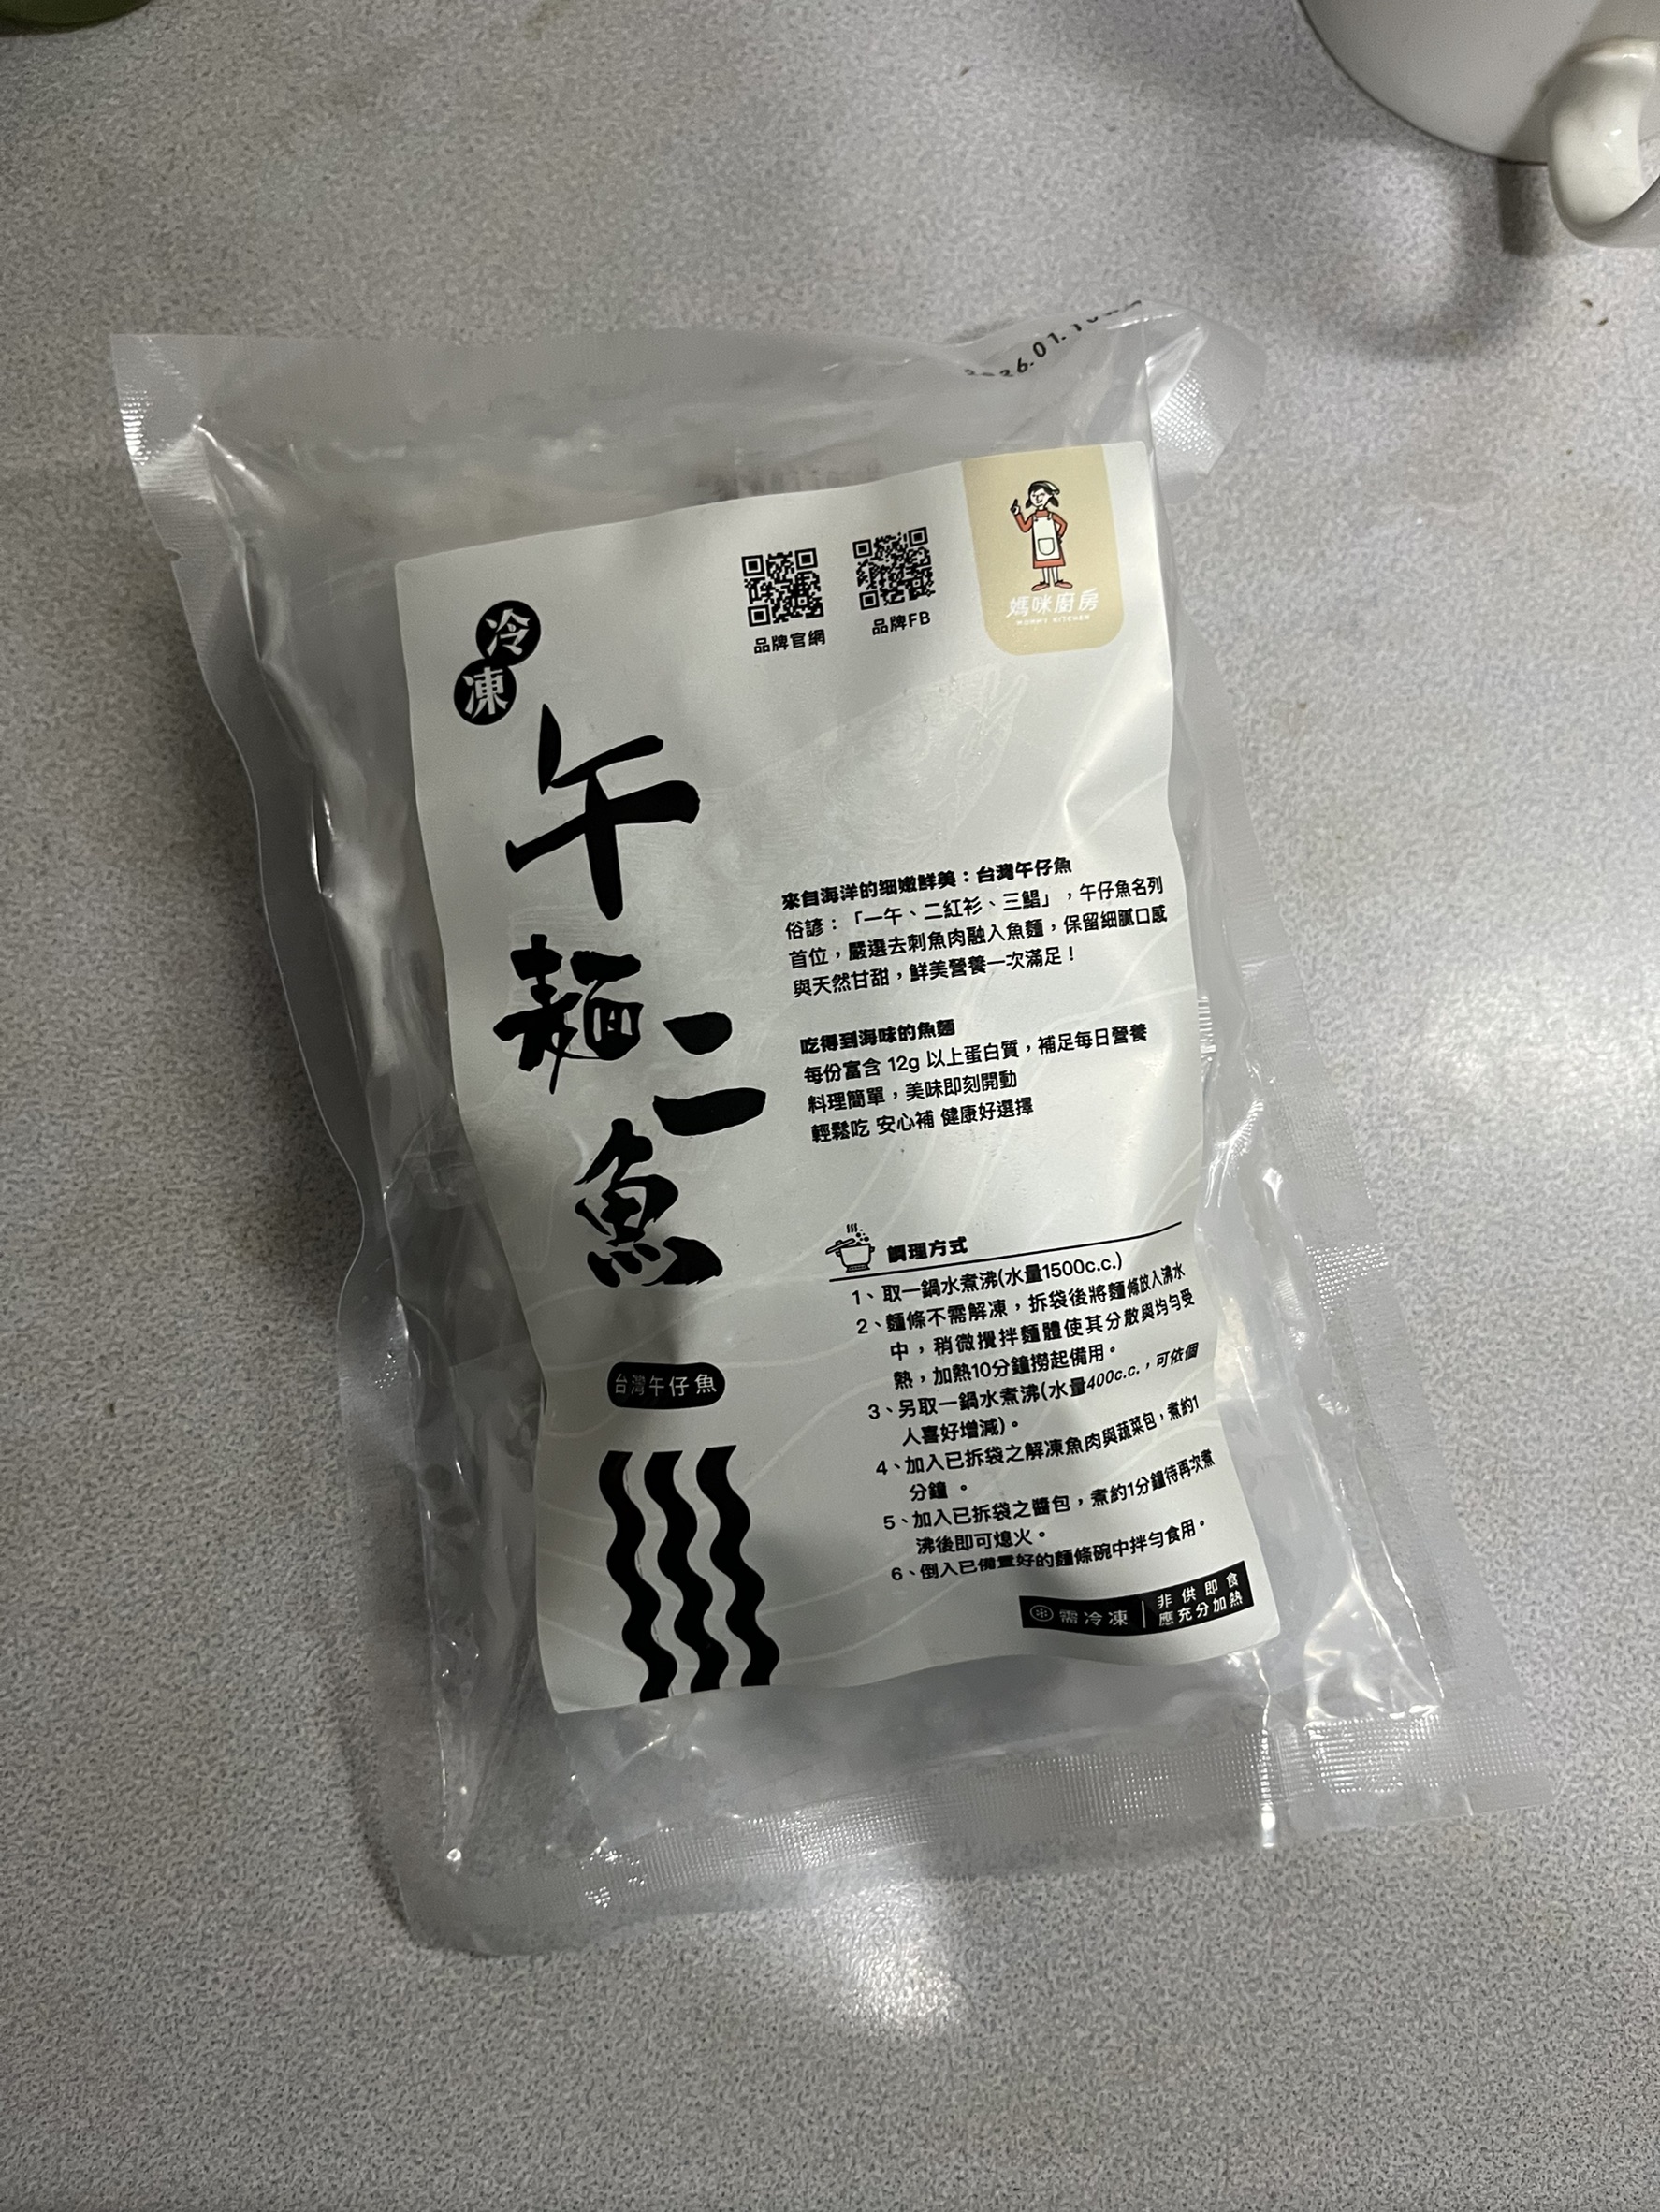 26.01.10
品牌官網
品牌FB
媽咪廚房
MOMMY KITCHEN
冷凍
午
麵二
魚
台灣午仔魚
來自海洋的細嫩鮮美：台灣午仔魚
俗諺：「一午、二紅衫、三鯧」，午仔魚名列
首位，嚴選去刺魚肉融入魚麵，保留細膩口感
與天然甘甜，鮮美營養一次滿足！
吃得到海味的魚麵
每份富含 12g 以上蛋白質，補足每日營養
料理簡單，美味即刻開動
輕鬆吃 安心補 健康好選擇
調理方式
1、取一鍋水煮沸(水量1500c.c.)
2、麵條不需解凍，拆袋後將麵條放入沸水
中，稍微攪拌麵體使其分散與均勻受
熱，加熱10分鐘撈起備用。
3、另取一鍋水煮沸(水量400c.c.，可依個
人喜好增減)。
4、加入已拆袋之解凍魚肉與蔬菜包，煮約1
分鐘 。
5、加入已拆袋之醬包，煮約1分鐘待再次煮
沸後即可熄火。
6、倒入已備置好的麵條碗中拌勻食用。
需冷凍
非供即食
應充分加熱